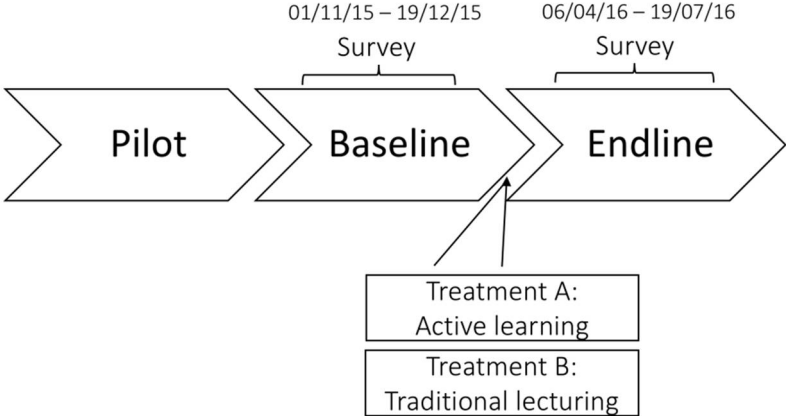 01/11/15 – 19/12/15
Survey
06/04/16 – 19/07/16
Survey
Pilot
Baseline
Endline
Treatment A:
Active learning
Treatment B:
Traditional lecturing